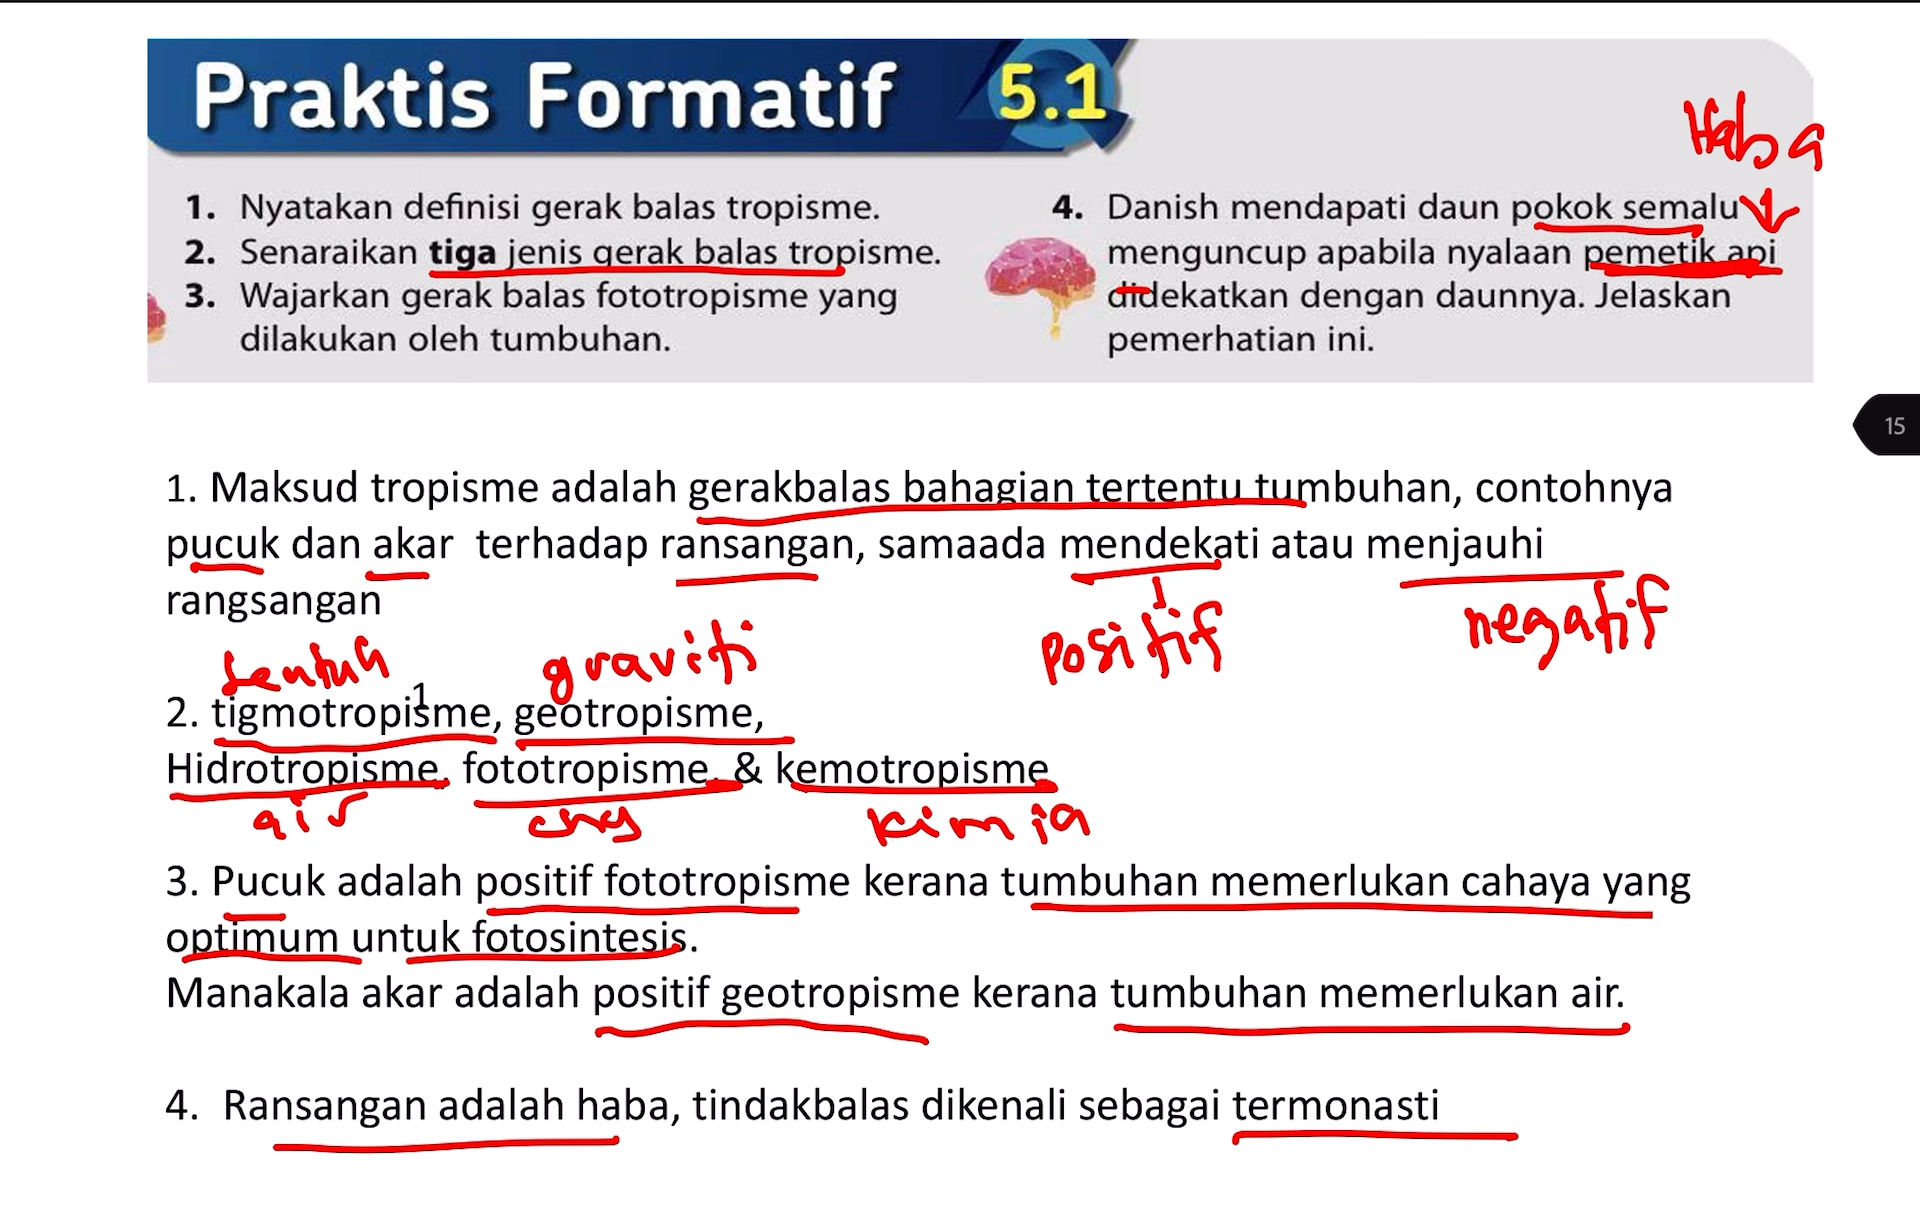 Praktis Formatif 5.1
Haba
1. Nyatakan definisi gerak balas tropisme.
2. Senaraikan tiga jenis gerak balas tropisme.
3. Wajarkan gerak balas fototropisme yang
dilakukan oleh tumbuhan.
4. Danish mendapati daun pokok semalu
menguncup apabila nyalaan pemetik api
didekatkan dengan daunnya. Jelaskan
pemerhatian ini.
15
1. Maksud tropisme adalah gerakbalas bahagian tertentu tumbuhan, contohnya
pucuk dan akar terhadap ransangan, samaada mendekati atau menjauhi
rangsangan
positif negatif
graviti
1
2. tigmotropisme, geotropisme,
Hidrotropisme, fototropisme, & kemotropisme
air kimia
3. Pucuk adalah positif fototropisme kerana tumbuhan memerlukan cahaya yang
optimum untuk fotosintesis.
Manakala akar adalah positif geotropisme kerana tumbuhan memerlukan air.
4. Ransangan adalah haba, tindakbalas dikenali sebagai termonasti